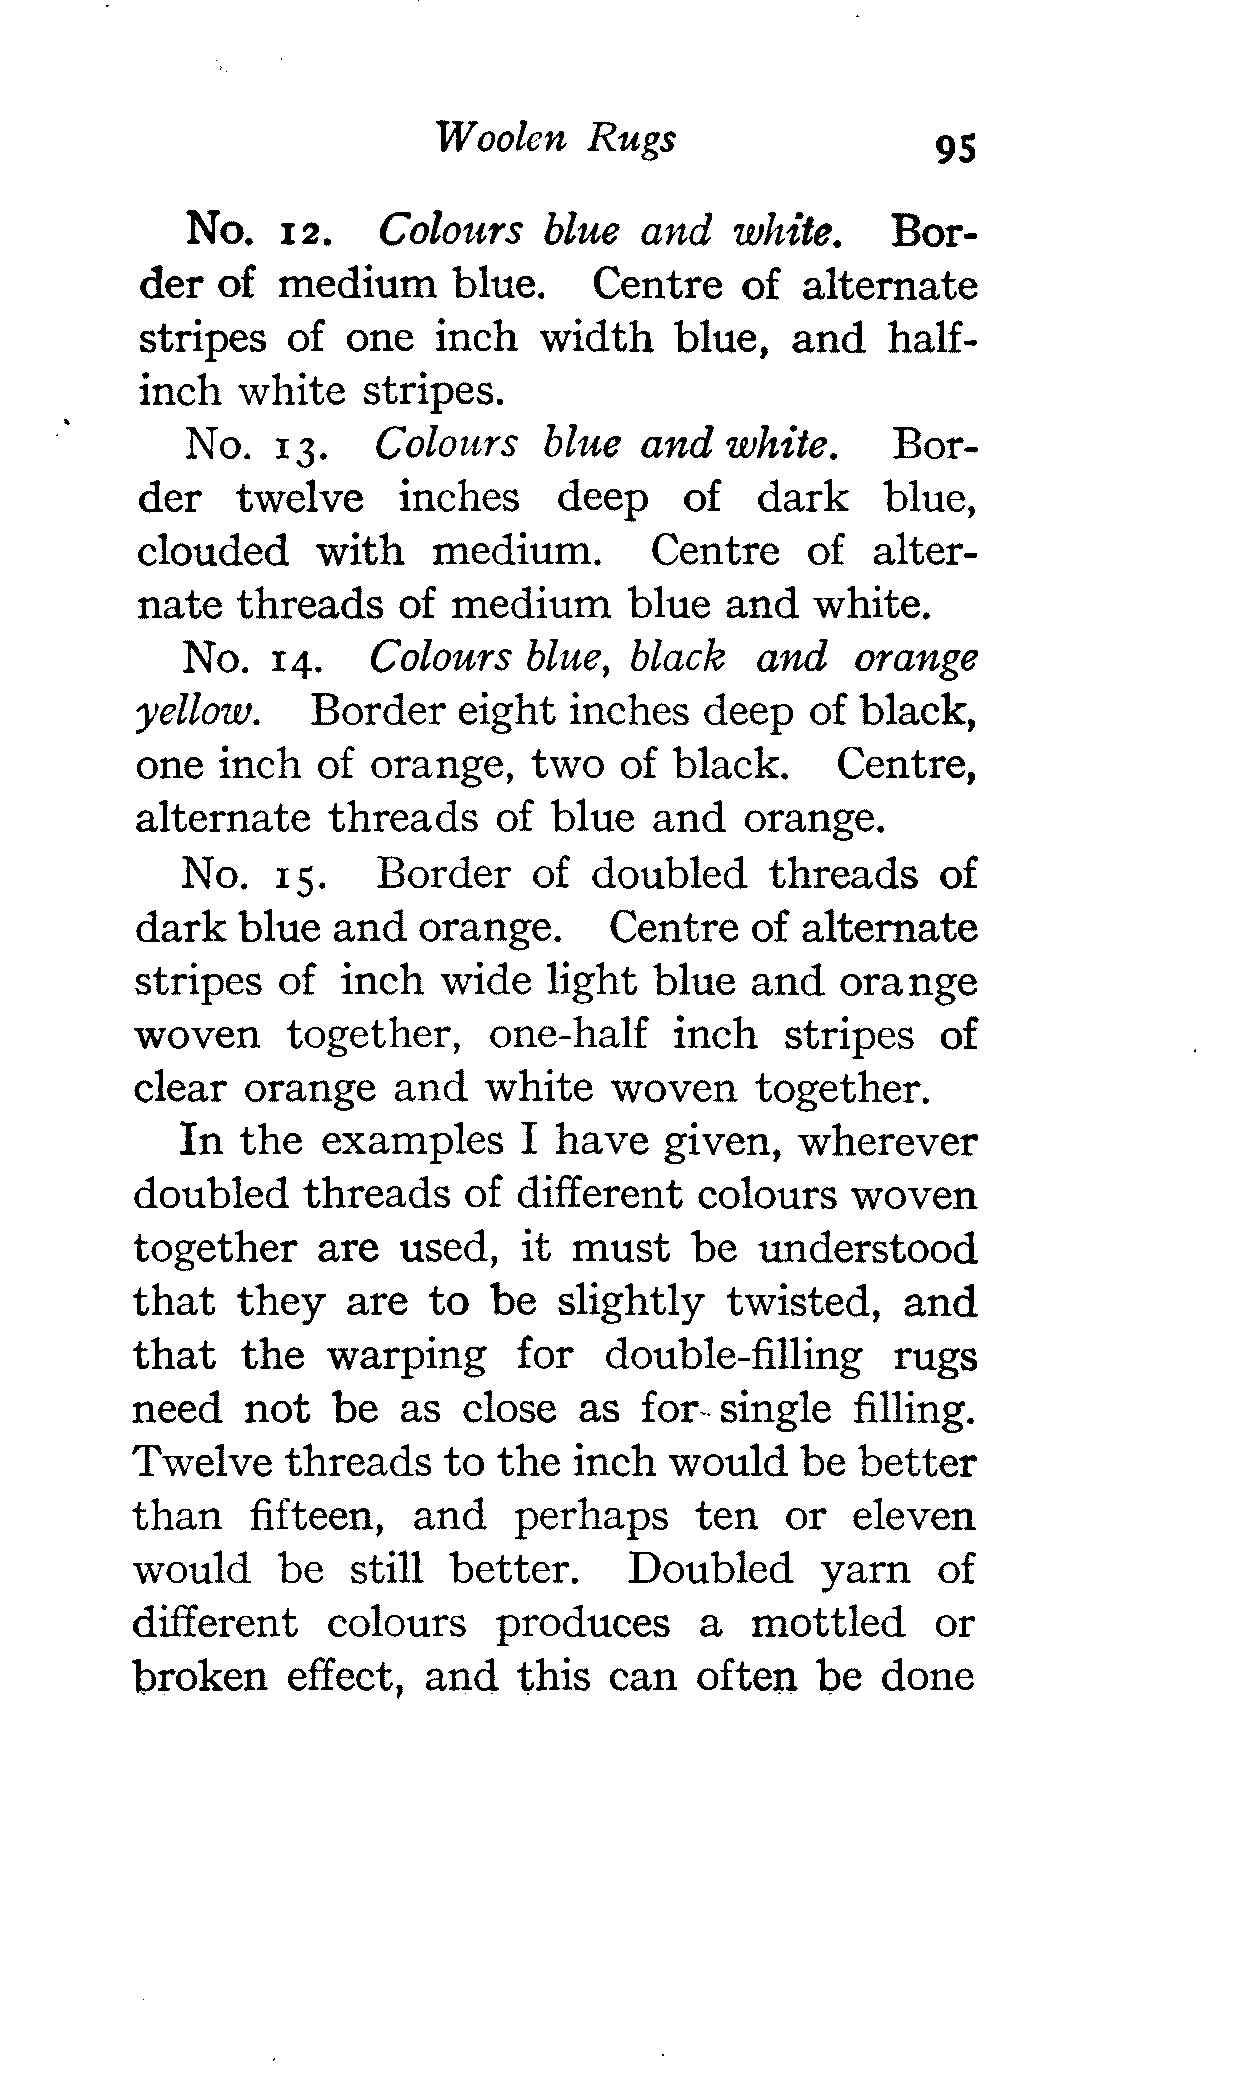 Woolen Rugs 95
No. 12. Colours blue and white. Bor-
der of medium blue. Centre of alternate
stripes of one inch width blue, and half-
inch white stripes.
No. 13. Colours blue and white. Bor-
der twelve inches deep of dark blue,
clouded with medium. Centre of alter-
nate threads of medium blue and white.
No. 14. Colours blue, black and orange
yellow. Border eight inches deep of black,
one inch of orange, two of black. Centre,
alternate threads of blue and orange.
No. 15. Border of doubled threads of
dark blue and orange. Centre of alternate
stripes of inch wide light blue and orange
woven together, one-half inch stripes of
clear orange and white woven together.
In the examples I have given, wherever
doubled threads of different colours woven
together are used, it must be understood
that they are to be slightly twisted, and
that the warping for double-filling rugs
need not be as close as for single filling.
Twelve threads to the inch would be better
than fifteen, and perhaps ten or eleven
would be still better. Doubled yarn of
different colours produces a mottled or
broken effect, and this can often be done